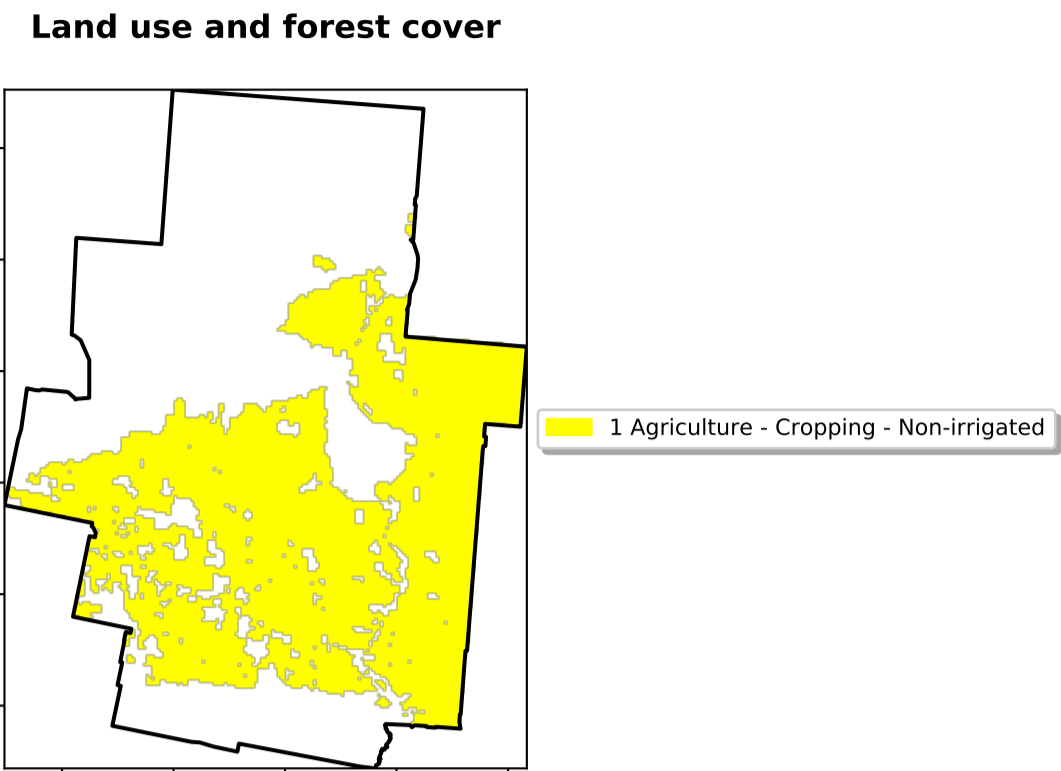 Land use and forest cover
1 Agriculture - Cropping - Non-irrigated